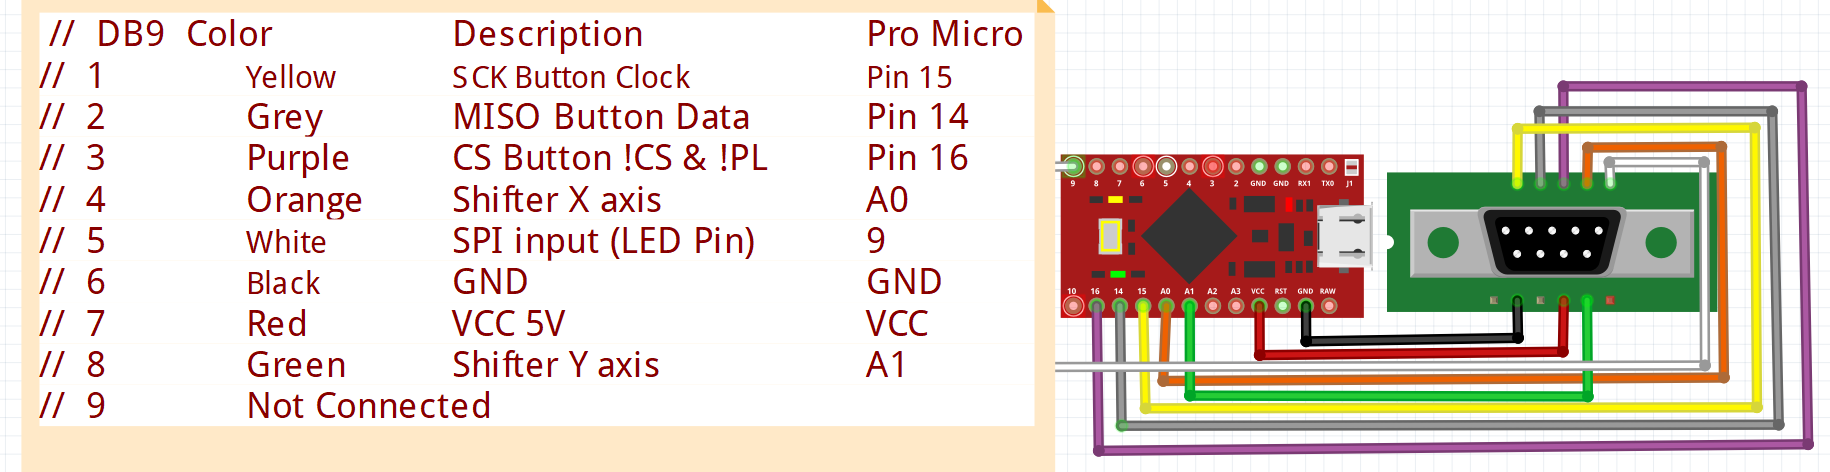 // DB9 Color Description Pro Micro
// 1 Yellow SCK Button Clock Pin 15
// 2 Grey MISO Button Data Pin 14
// 3 Purple CS Button !CS & !PL Pin 16
// 4 Orange Shifter X axis A0
// 5 White SPI input (LED Pin) 9
// 6 Black GND GND
// 7 Red VCC 5V VCC
// 8 Green Shifter Y axis A1
// 9 Not Connected
9 8 7 6 5 4 3 2 GND GND RX1 TX0 J1
10 16 14 15 A0 A1 A2 A3 VCC RST GND RAW